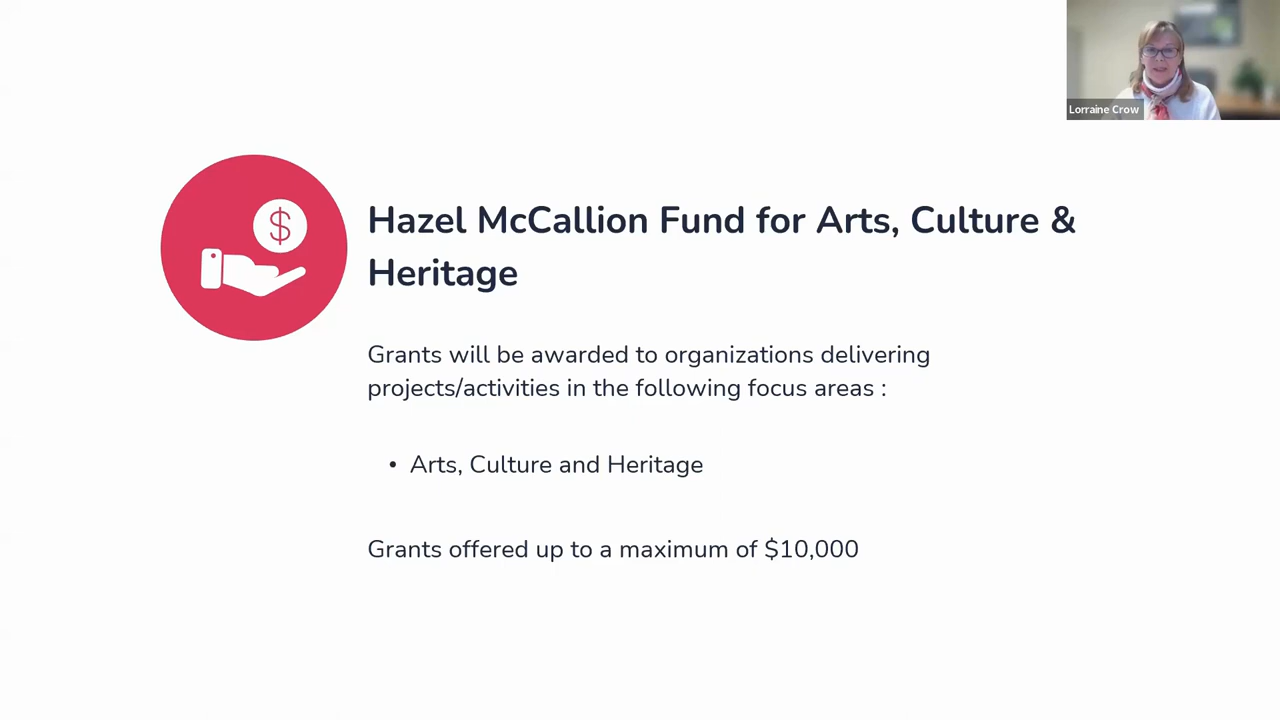 Lorraine Crow
$
Hazel McCallion Fund for Arts, Culture &
Heritage
Grants will be awarded to organizations delivering
projects/activities in the following focus areas :
• Arts, Culture and Heritage
Grants offered up to a maximum of $10,000